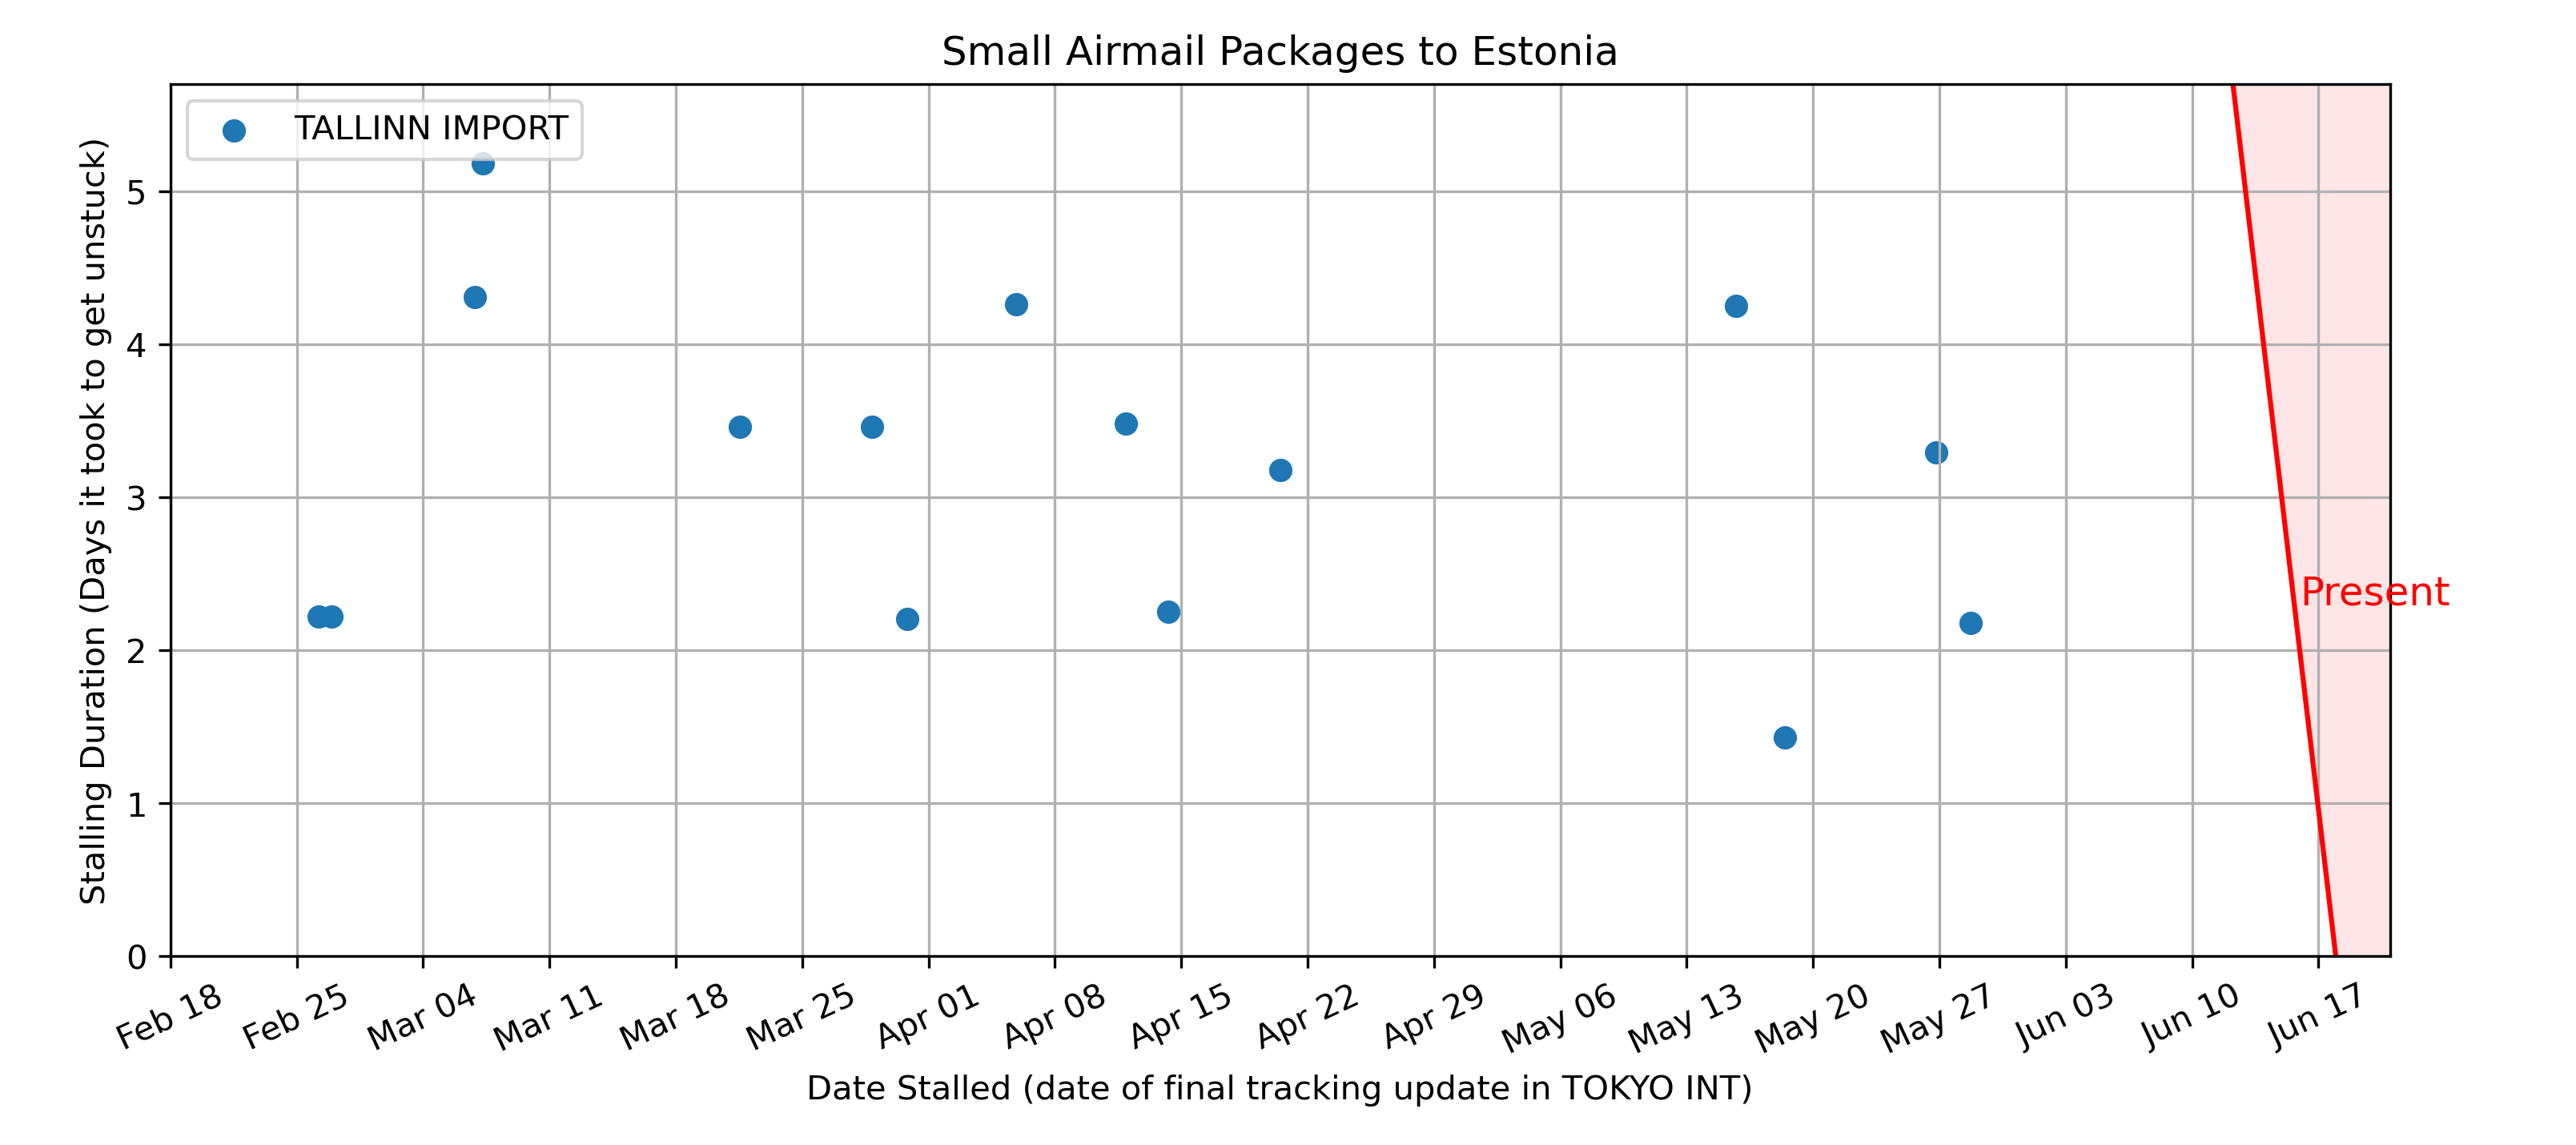 Small Airmail Packages to Estonia
TALLINN IMPORT
Stalling Duration (Days it took to get unstuck)
5
4
3
2
1
0
Present
Feb 18
Feb 25
Mar 04
Mar 11
Mar 18
Mar 25
Apr 01
Apr 08
Apr 15
Apr 22
Apr 29
May 06
May 13
May 20
May 27
Jun 03
Jun 10
Jun 17
Date Stalled (date of final tracking update in TOKYO INT)